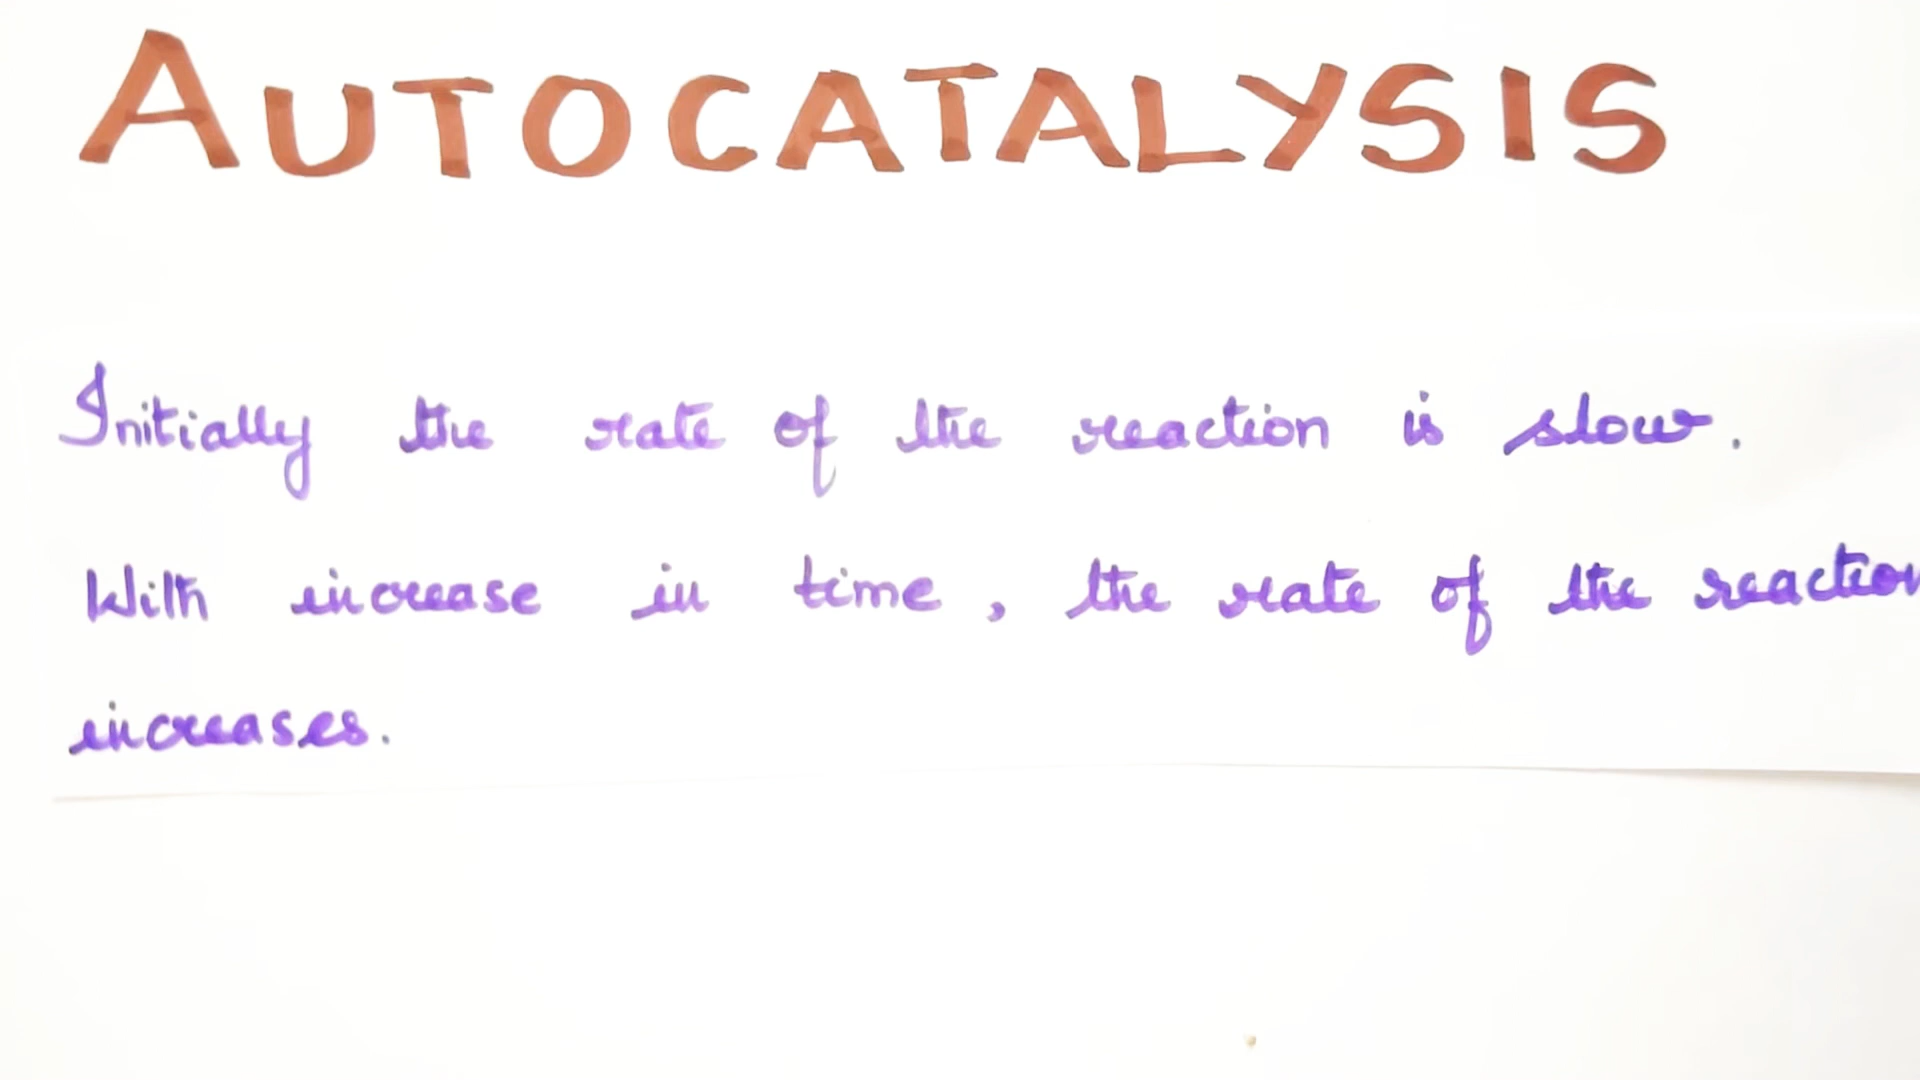 AUTOCATALYSIS
Initially the rate of the reaction is slow.
With increase in time, the rate of the reaction
increases.